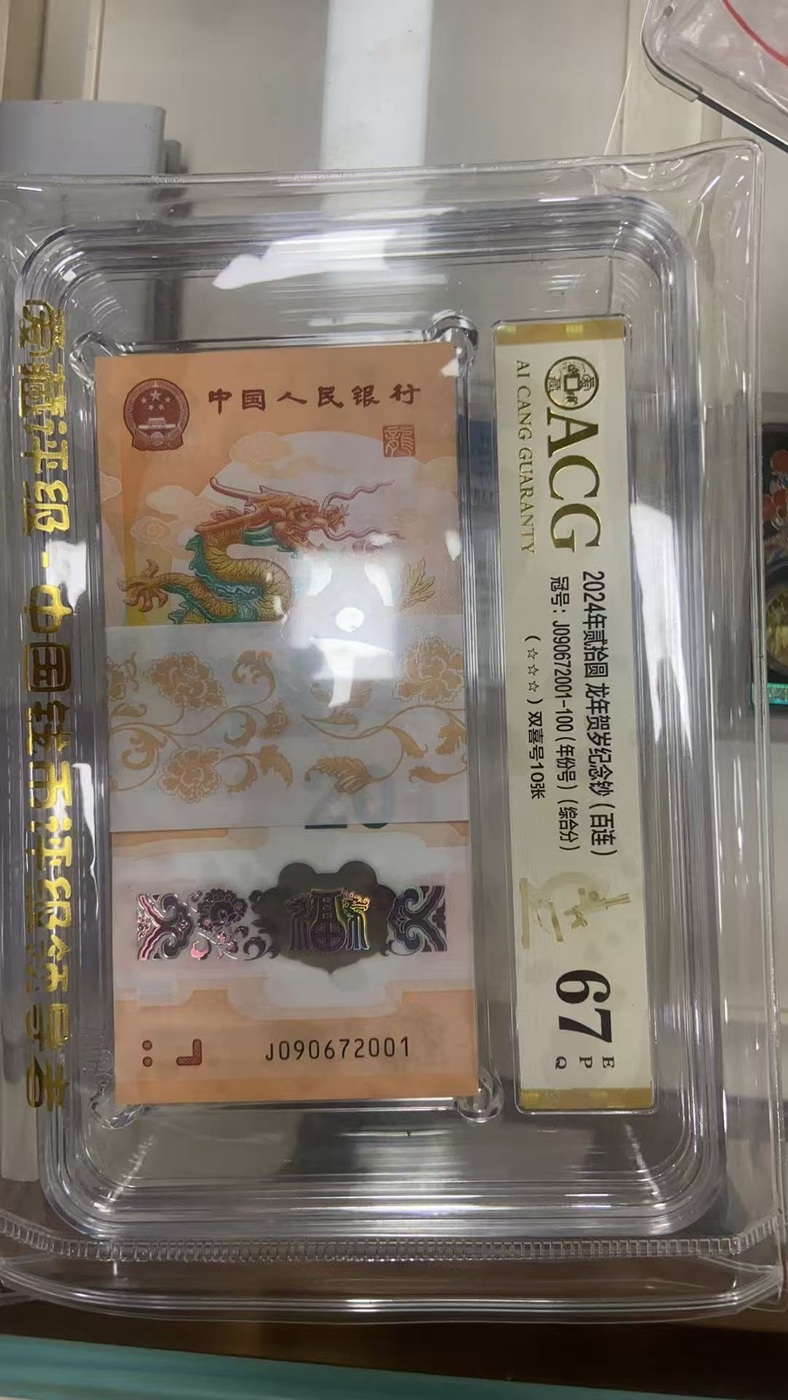 中国人民银行
龍
20
福
J090672001
ACG
AI CANG GUARANTY
2024年贰拾圆 龙年贺岁纪念钞（百连）
冠号：J090672001-100（年份号）（综合分）
（☆☆☆）双喜号10张
67
E
P
Q
爱藏评级·中国钱币评级领导者